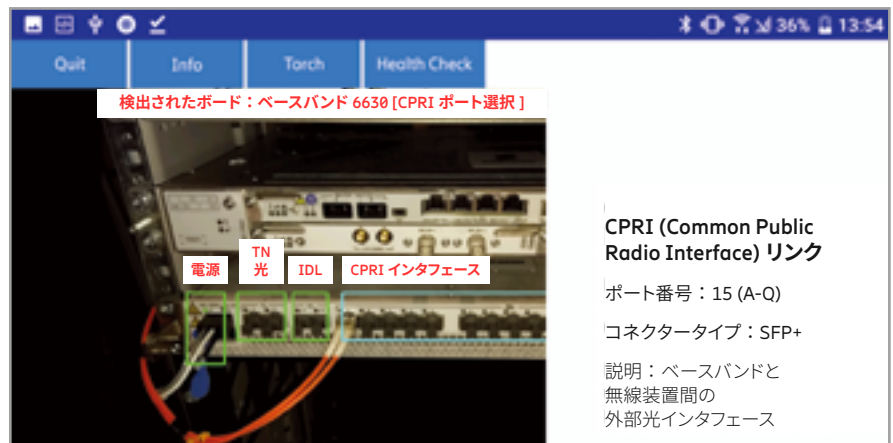 36% 13:54
Quit Info Torch Health Check
検出されたボード：ベースバンド 6630 [CPRI ポート選択 ]
電源
TN
光
IDL
CPRI インタフェース
CPRI (Common Public
Radio Interface) リンク
ポート番号：15 (A-Q)
コネクタータイプ：SFP+
説明：ベースバンドと
無線装置間の
外部光インタフェース